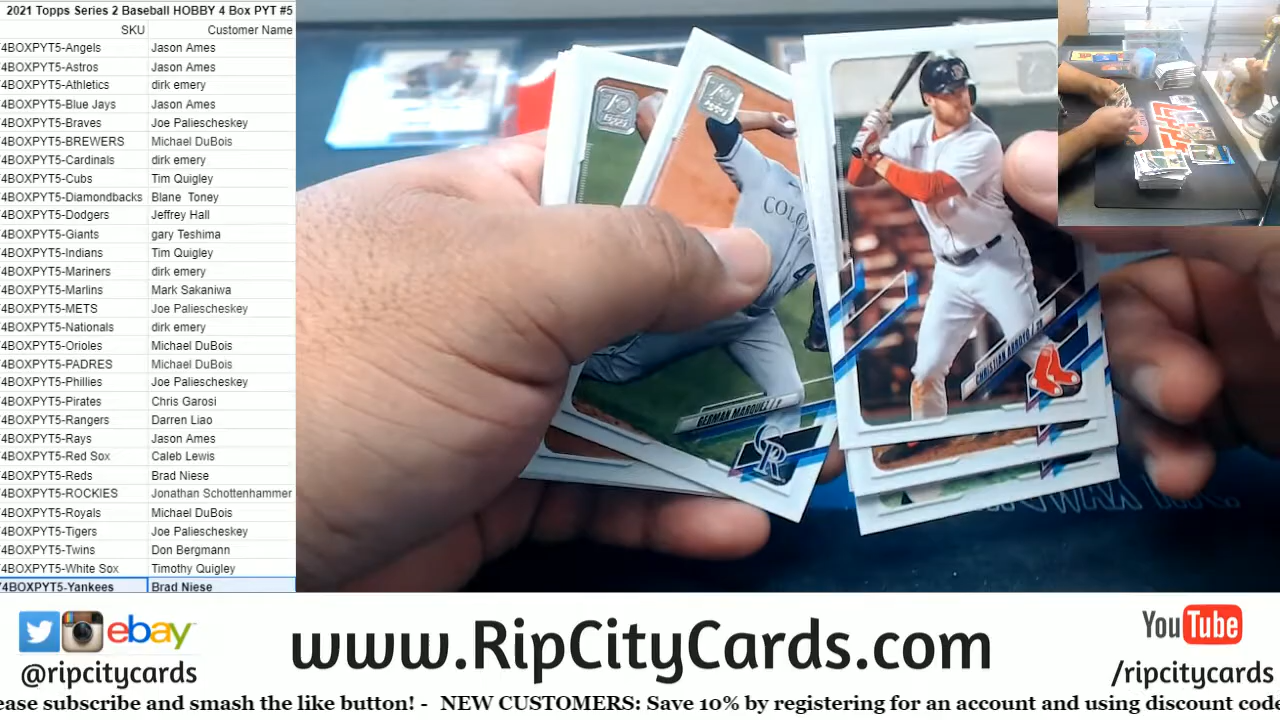 2021 Topps Series 2 Baseball HOBBY 4 Box PYT #5
SKU Customer Name
4BOXPYT5-Angels Jason Ames
4BOXPYT5-Astros Jason Ames
4BOXPYT5-Athletics dirk emery
4BOXPYT5-Blue Jays Jason Ames
4BOXPYT5-Braves Joe Paliescheskey
4BOXPYT5-BREWERS Michael DuBois
4BOXPYT5-Cardinals dirk emery
4BOXPYT5-Cubs Tim Quigley
4BOXPYT5-Diamondbacks Blane Toney
4BOXPYT5-Dodgers Jeffrey Hall
4BOXPYT5-Giants gary Teshima
4BOXPYT5-Indians Tim Quigley
4BOXPYT5-Mariners dirk emery
4BOXPYT5-Marlins Mark Sakaniwa
4BOXPYT5-METS Joe Paliescheskey
4BOXPYT5-Nationals dirk emery
4BOXPYT5-Orioles Michael DuBois
4BOXPYT5-PADRES Michael DuBois
4BOXPYT5-Phillies Joe Paliescheskey
4BOXPYT5-Pirates Chris Garosi
4BOXPYT5-Rangers Darren Liao
4BOXPYT5-Rays Jason Ames
4BOXPYT5-Red Sox Caleb Lewis
4BOXPYT5-Reds Brad Niese
4BOXPYT5-ROCKIES Jonathan Schottenhammer
4BOXPYT5-Royals Michael DuBois
4BOXPYT5-Tigers Joe Paliescheskey
4BOXPYT5-Twins Don Bergmann
4BOXPYT5-White Sox Timothy Quigley
4BOXPYT5-Yankees Brad Niese
70
topps
70
topps
COLO
GERMAN MARQUEZ / P
CR
CHRISTIAN ARROYO / 2B
B
ebay
@ripcitycards
www.RipCityCards.com
YouTube
/ripcitycards
ease subscribe and smash the like button! - NEW CUSTOMERS: Save 10% by registering for an account and using discount code